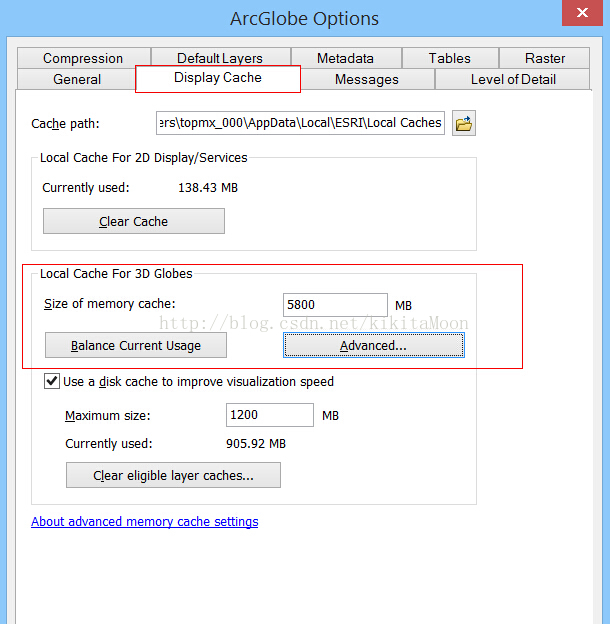 ArcGlobe Options
x
Compression Default Layers Metadata Tables Raster
General Display Cache Messages Level of Detail
Cache path: ers\topmx_000\AppData\Local\ESRI\Local Caches
Local Cache For 2D Display/Services
Currently used: 138.43 MB
Clear Cache
Local Cache For 3D Globes
Size of memory cache: 5800 MB
http://blog.csdn.net/kikitaMoon
Balance Current Usage Advanced...
Use a disk cache to improve visualization speed
Maximum size: 1200 MB
Currently used: 905.92 MB
Clear eligible layer caches...
About advanced memory cache settings